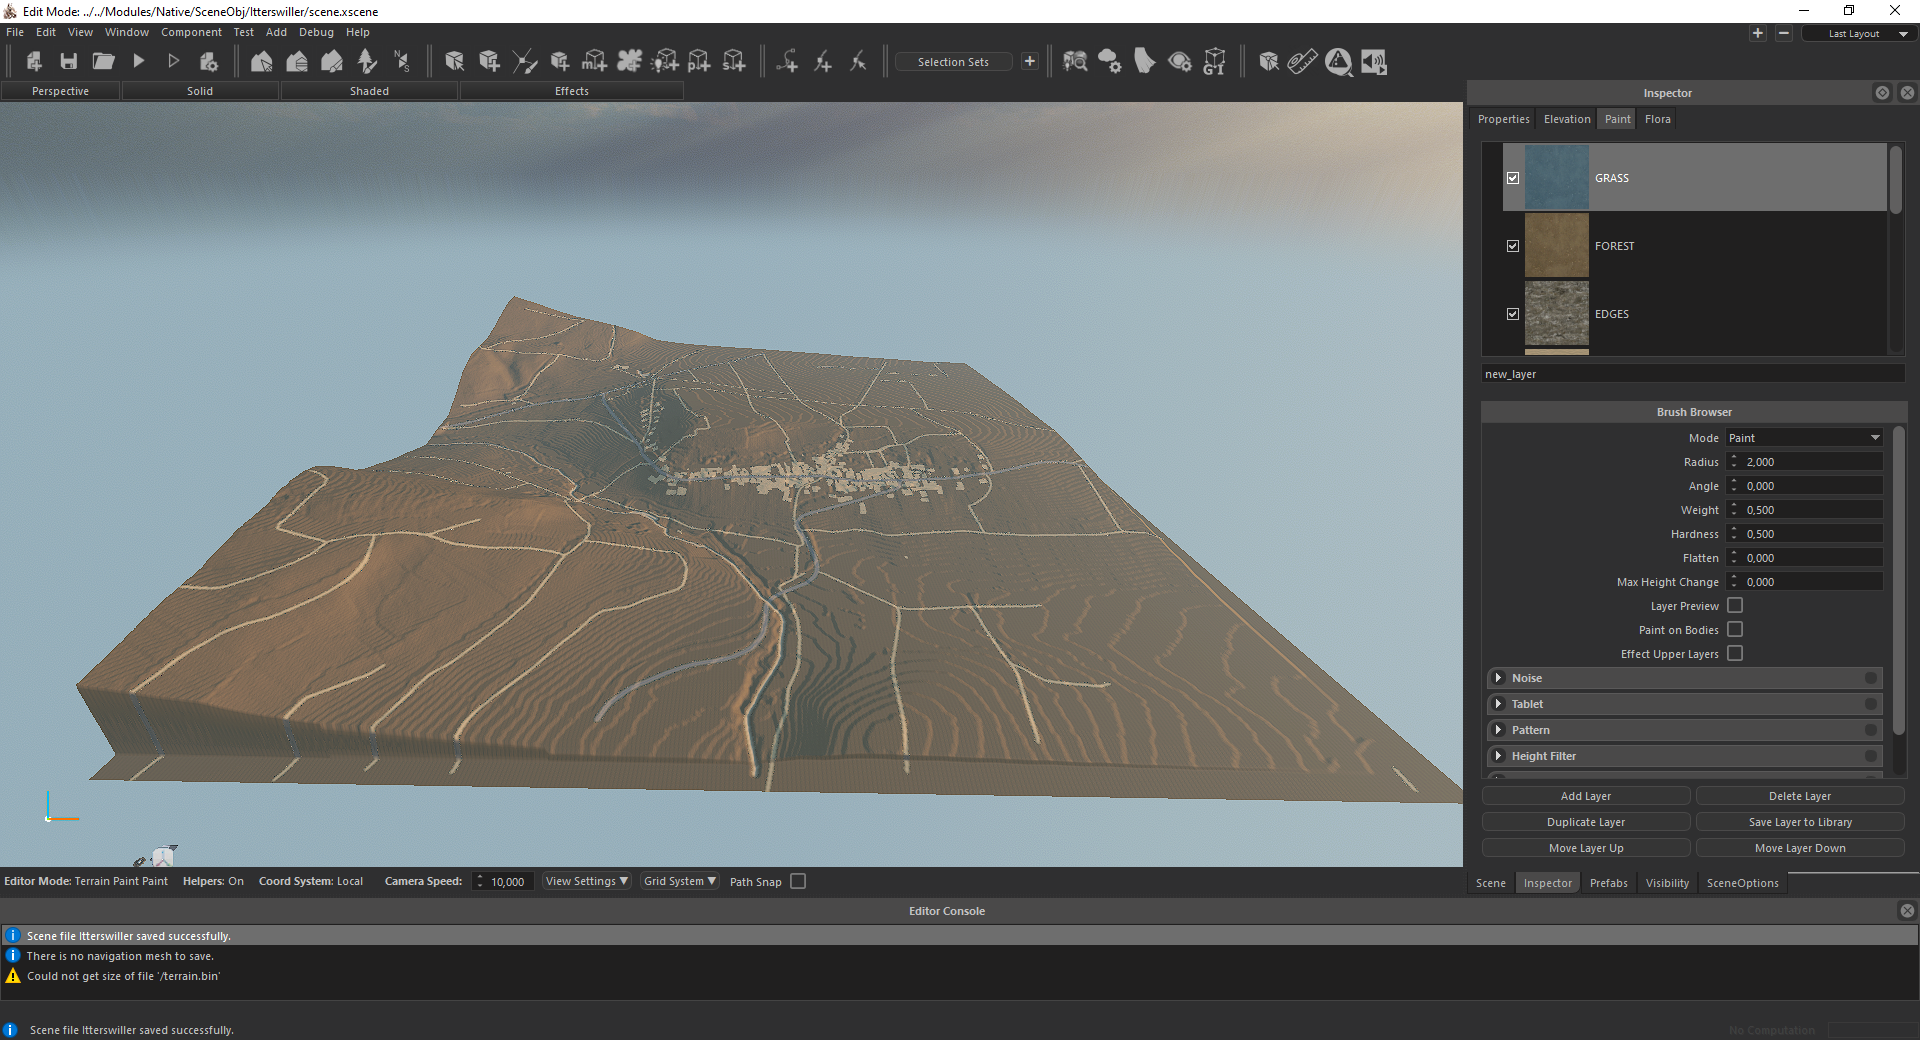 Edit Mode: ../../Modules/Native/SceneObj/Itterswiller/scene.xscene
File Edit View Window Component Test Add Debug Help
Last Layout
Selection Sets
Perspective Solid Shaded Effects
Inspector
Properties Elevation Paint Flora
GRASS
FOREST
EDGES
new_layer
Brush Browser
Mode Paint
Radius 2,000
Angle 0,000
Weight 0,500
Hardness 0,500
Flatten 0,000
Max Height Change 0,000
Layer Preview
Paint on Bodies
Effect Upper Layers
Noise
Tablet
Pattern
Height Filter
Add Layer Delete Layer
Duplicate Layer Save Layer to Library
Move Layer Up Move Layer Down
Editor Mode: Terrain Paint Paint Helpers: On Coord System: Local Camera Speed: 10,000 View Settings Grid System Path Snap
Scene Inspector Prefabs Visibility SceneOptions
Editor Console
Scene file Itterswiller saved successfully.
There is no navigation mesh to save.
Could not get size of file '/terrain.bin'
Scene file Itterswiller saved successfully.
No Computation